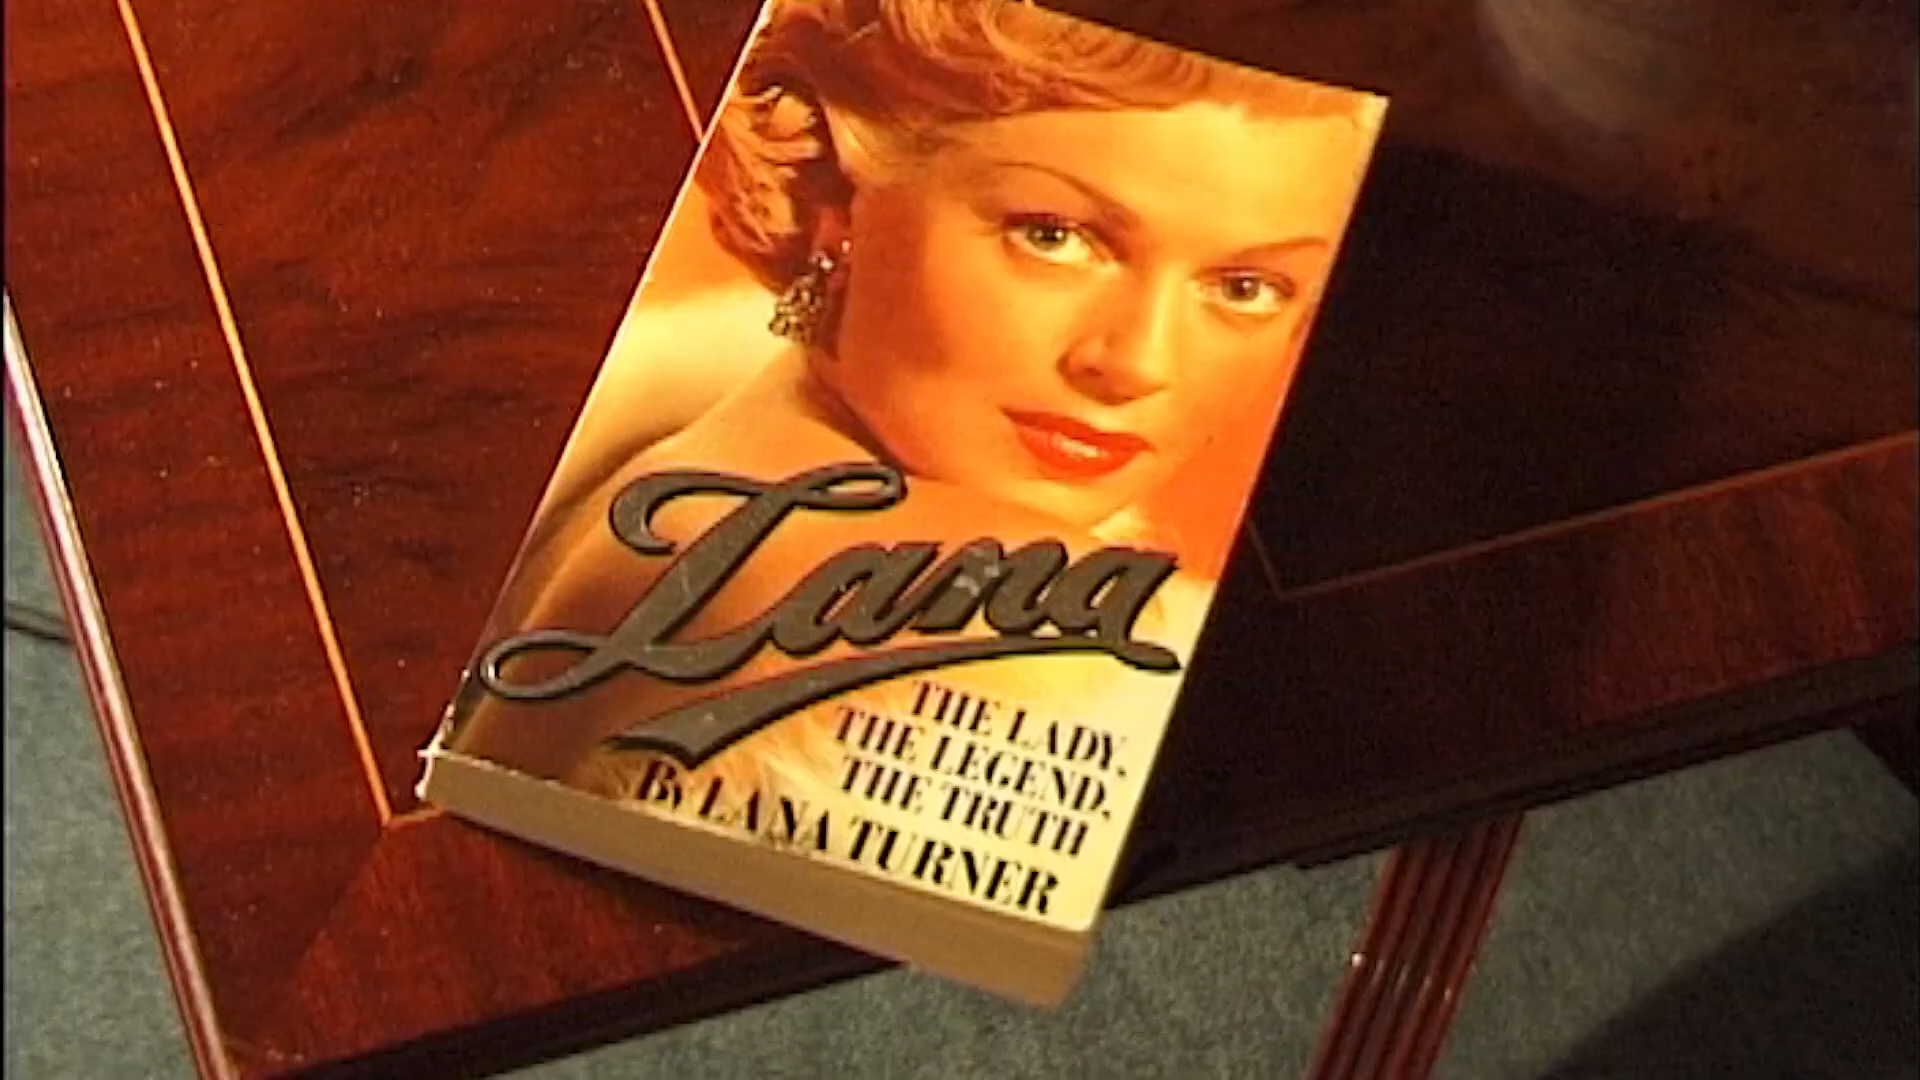 Lana
THE LADY,
THE LEGEND,
THE TRUTH
By LANA TURNER